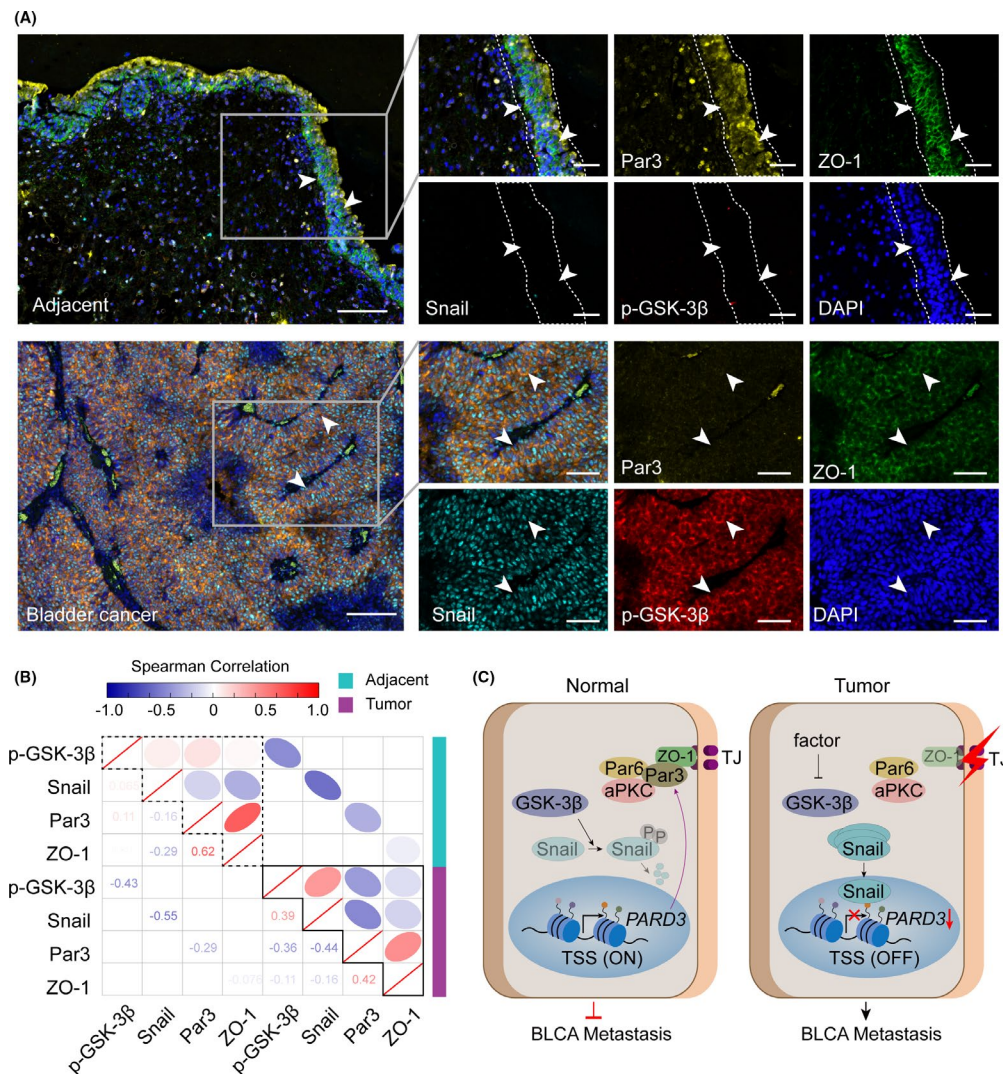 (A)
Adjacent
Par3
ZO-1
Snail
p-GSK-3β
DAPI
Bladder cancer
Par3
ZO-1
Snail
p-GSK-3β
DAPI
(B)
Spearman Correlation
-1.0 -0.5 0 0.5 1.0
Adjacent
Tumor
p-GSK-3β
Snail
Par3 0.11 -0.16
ZO-1 -0.29 0.62
p-GSK-3β -0.43
Snail -0.55 0.39
Par3 -0.29 -0.36 -0.44
ZO-1 -0.11 -0.16 0.42
p-GSK-3β Snail Par3 ZO-1 p-GSK-3β Snail Par3 ZO-1
(C)
Normal
ZO-1
TJ
Par6
Par3
aPKC
GSK-3β
P P
Snail
Snail
PARD3
TSS (ON)
BLCA Metastasis
Tumor
factor
ZO-1
TJ
Par6
aPKC
GSK-3β
Snail
Snail
PARD3
TSS (OFF)
BLCA Metastasis